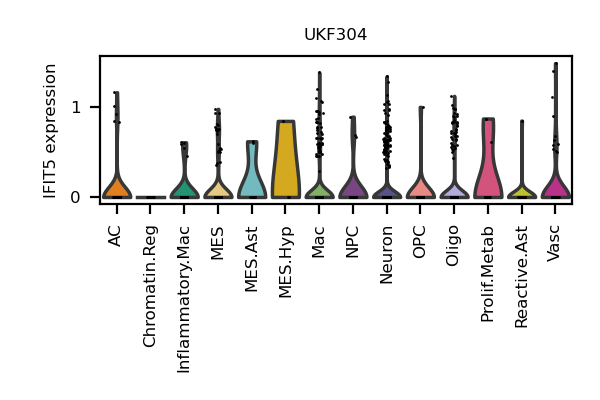 UKF304
IFIT5 expression
1
0
AC
Chromatin.Reg
Inflammatory.Mac
MES
MES.Ast
MES.Hyp
Mac
NPC
Neuron
OPC
Oligo
Prolif.Metab
Reactive.Ast
Vasc